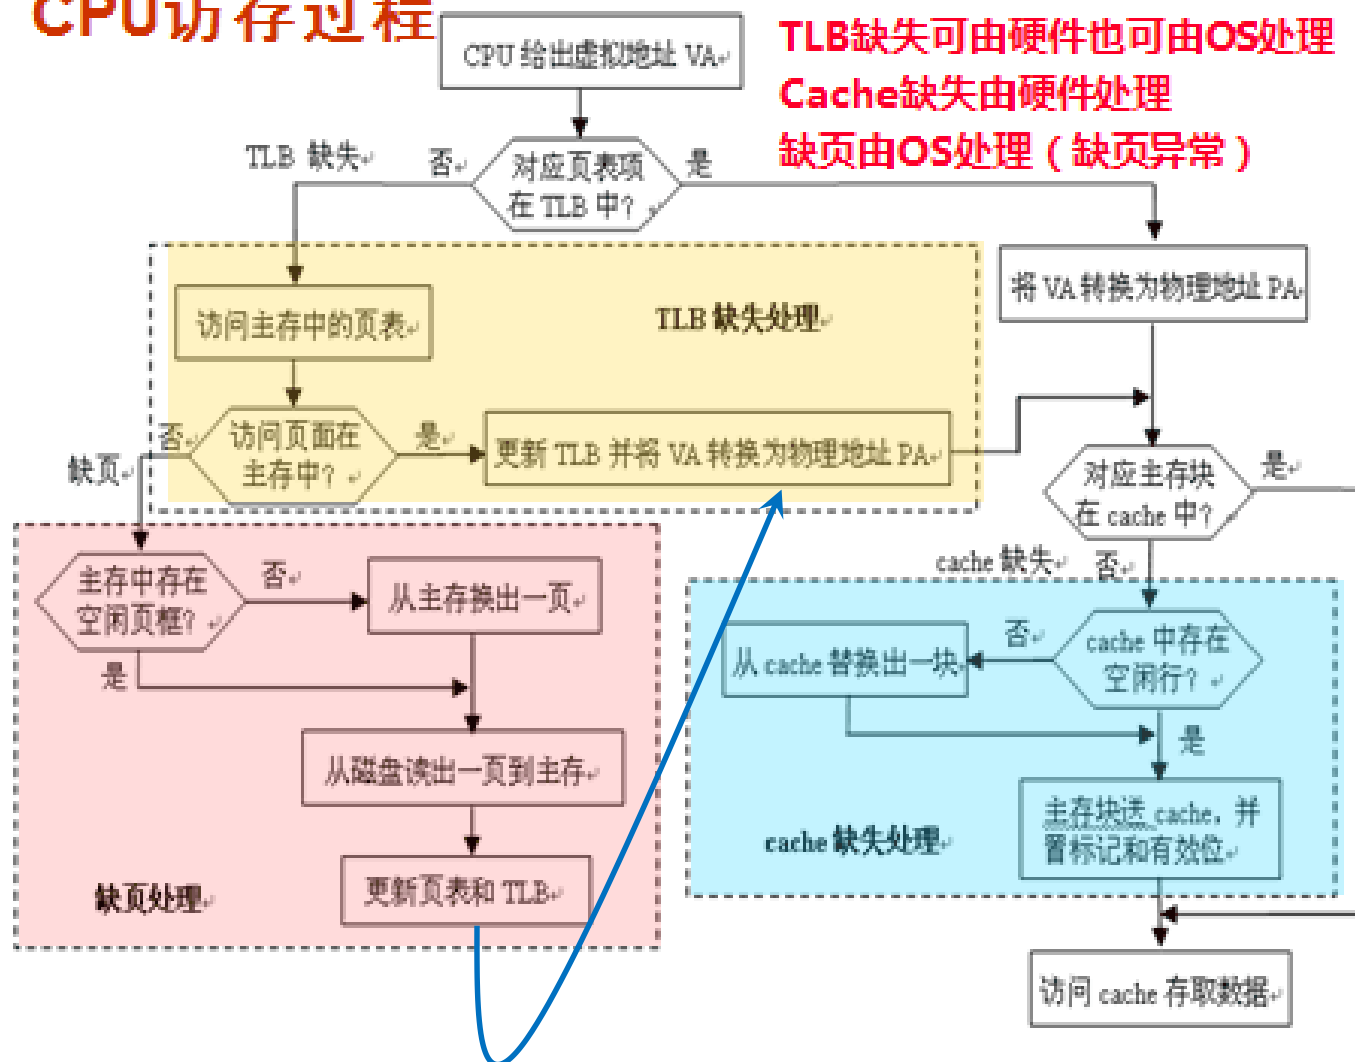 CPU访存过程
TLB缺失可由硬件也可由OS处理
Cache缺失由硬件处理
缺页由OS处理（缺页异常）
CPU 给出虚拟地址 VA
TLB 缺失
否
对应页表项
在 TLB 中？
是
将 VA 转换为物理地址 PA
访问主存中的页表
TLB 缺失处理
否
访问页面在
主存中？
是
更新 TLB 并将 VA 转换为物理地址 PA
缺页
对应主存块
在 cache 中？
是
cache 缺失
否
主存中存在
空闲页框？
否
从主存换出一页
是
从磁盘读出一页到主存
更新页表和 TLB
缺页处理
cache 中存在
空闲行？
否
从 cache 替换出一块
是
主存块送 cache，并
置标记和有效位
cache 缺失处理
访问 cache 存取数据